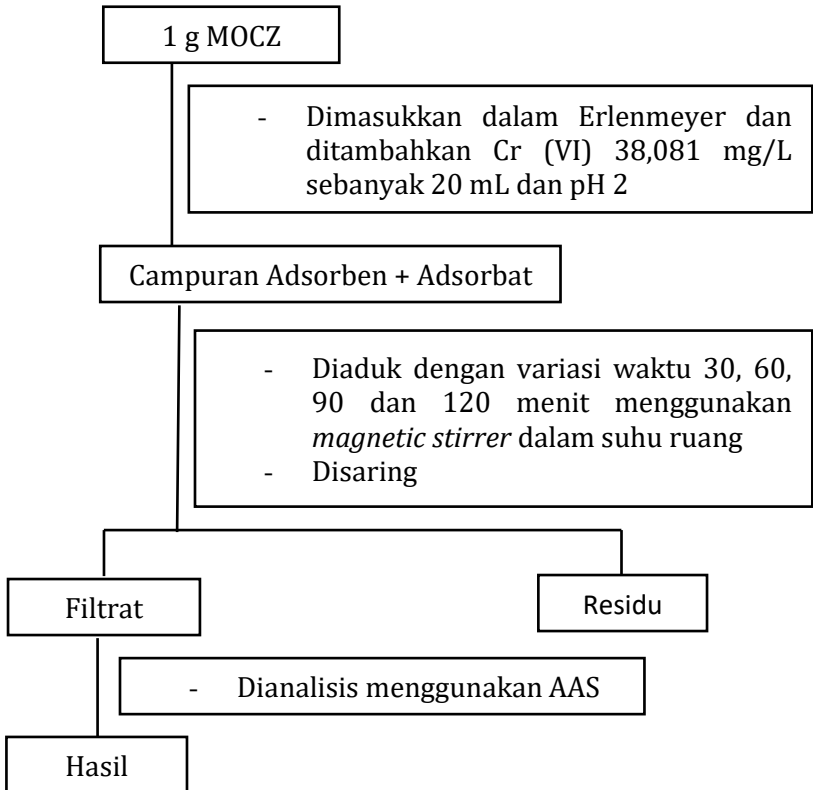 1 g MOCZ
- Dimasukkan dalam Erlenmeyer dan
ditambahkan Cr (VI) 38,081 mg/L
sebanyak 20 mL dan pH 2
Campuran Adsorben + Adsorbat
- Diaduk dengan variasi waktu 30, 60,
90 dan 120 menit menggunakan
magnetic stirrer dalam suhu ruang
- Disaring
Filtrat
Residu
- Dianalisis menggunakan AAS
Hasil